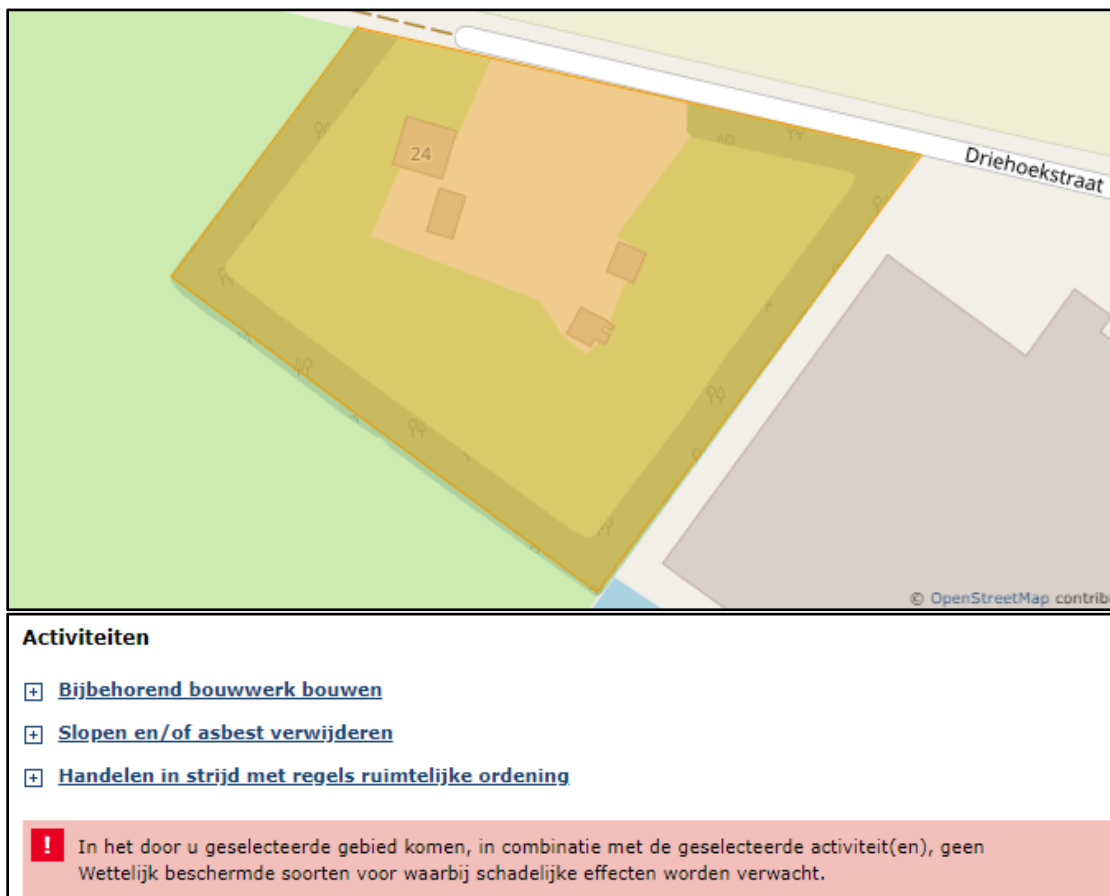 24
Driehoekstraat
© OpenStreetMap contrib
Activiteiten
Bijbehorend bouwwerk bouwen
Slopen en/of asbest verwijderen
Handelen in strijd met regels ruimtelijke ordening
! In het door u geselecteerde gebied komen, in combinatie met de geselecteerde activiteit(en), geen
Wettelijk beschermde soorten voor waarbij schadelijke effecten worden verwacht.